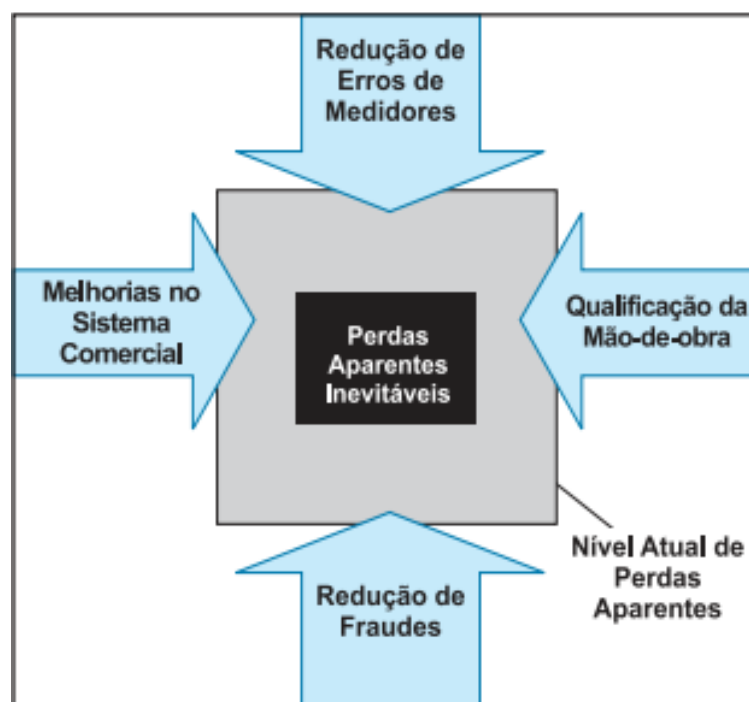 Redução de
Erros de
Medidores
Melhorias no
Sistema
Comercial
Perdas
Aparentes
Inevitáveis
Qualificação da
Mão-de-obra
Nível Atual de
Perdas
Aparentes
Redução de
Fraudes